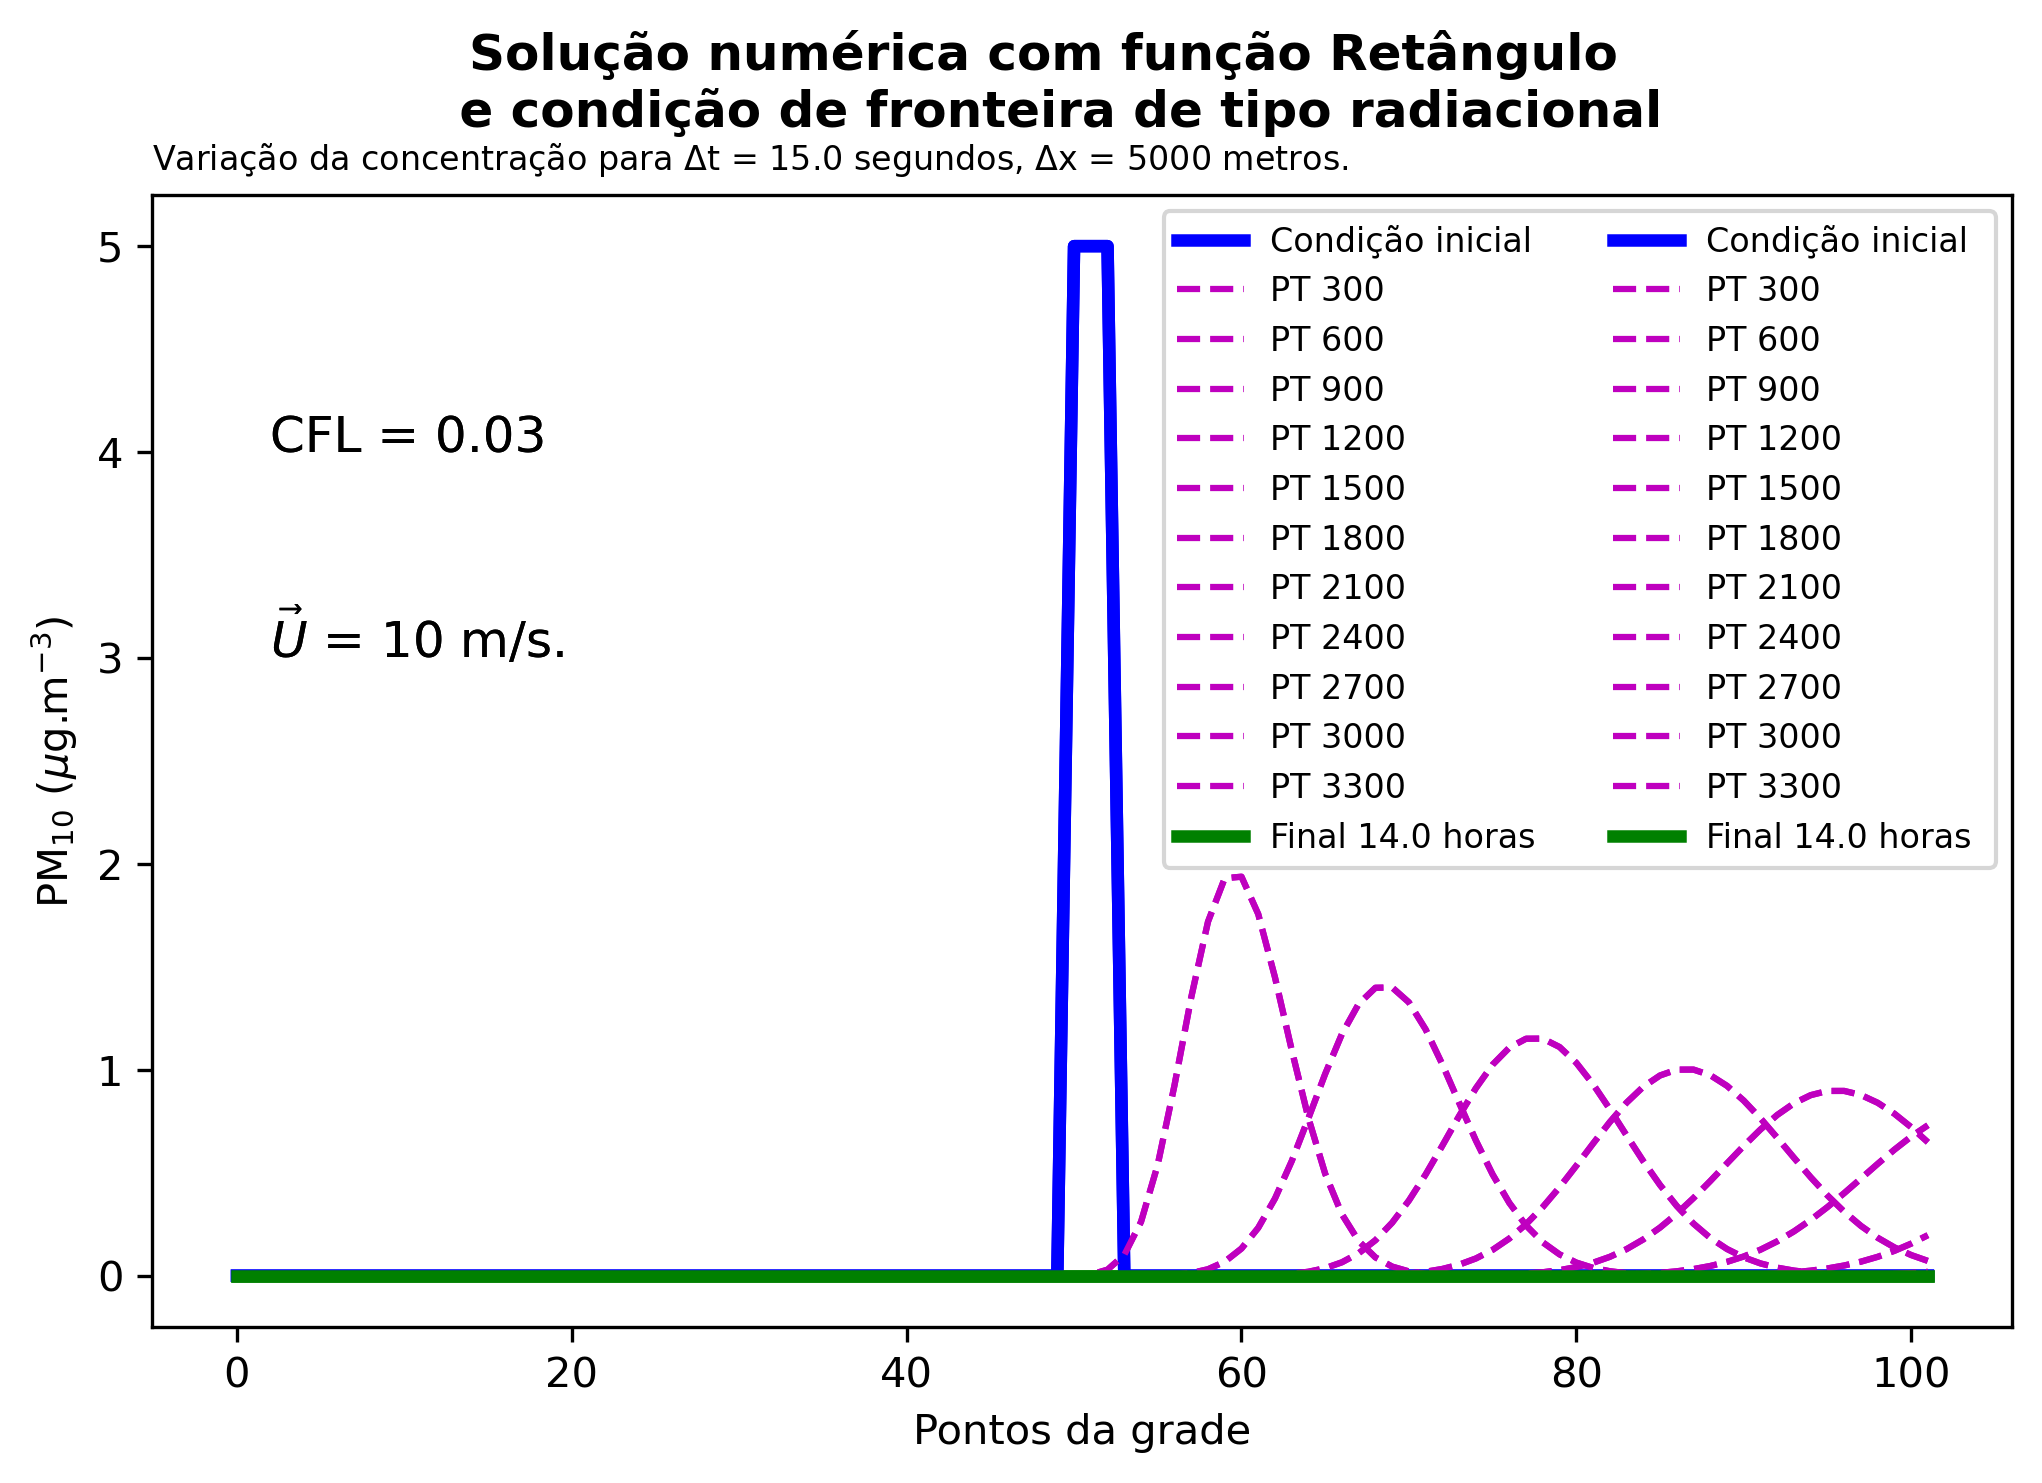 Solução numérica com função Retângulo
e condição de fronteira de tipo radiacional
Variação da concentração para Δt = 15.0 segundos, Δx = 5000 metros.
CFL = 0.03
U⃗ = 10 m/s.
Condição inicial
PT 300
PT 600
PT 900
PT 1200
PT 1500
PT 1800
PT 2100
PT 2400
PT 2700
PT 3000
PT 3300
Final 14.0 horas
Condição inicial
PT 300
PT 600
PT 900
PT 1200
PT 1500
PT 1800
PT 2100
PT 2400
PT 2700
PT 3000
PT 3300
Final 14.0 horas
PM₁₀ (μg.m⁻³)
5
4
3
2
1
0
0 20 40 60 80 100
Pontos da grade